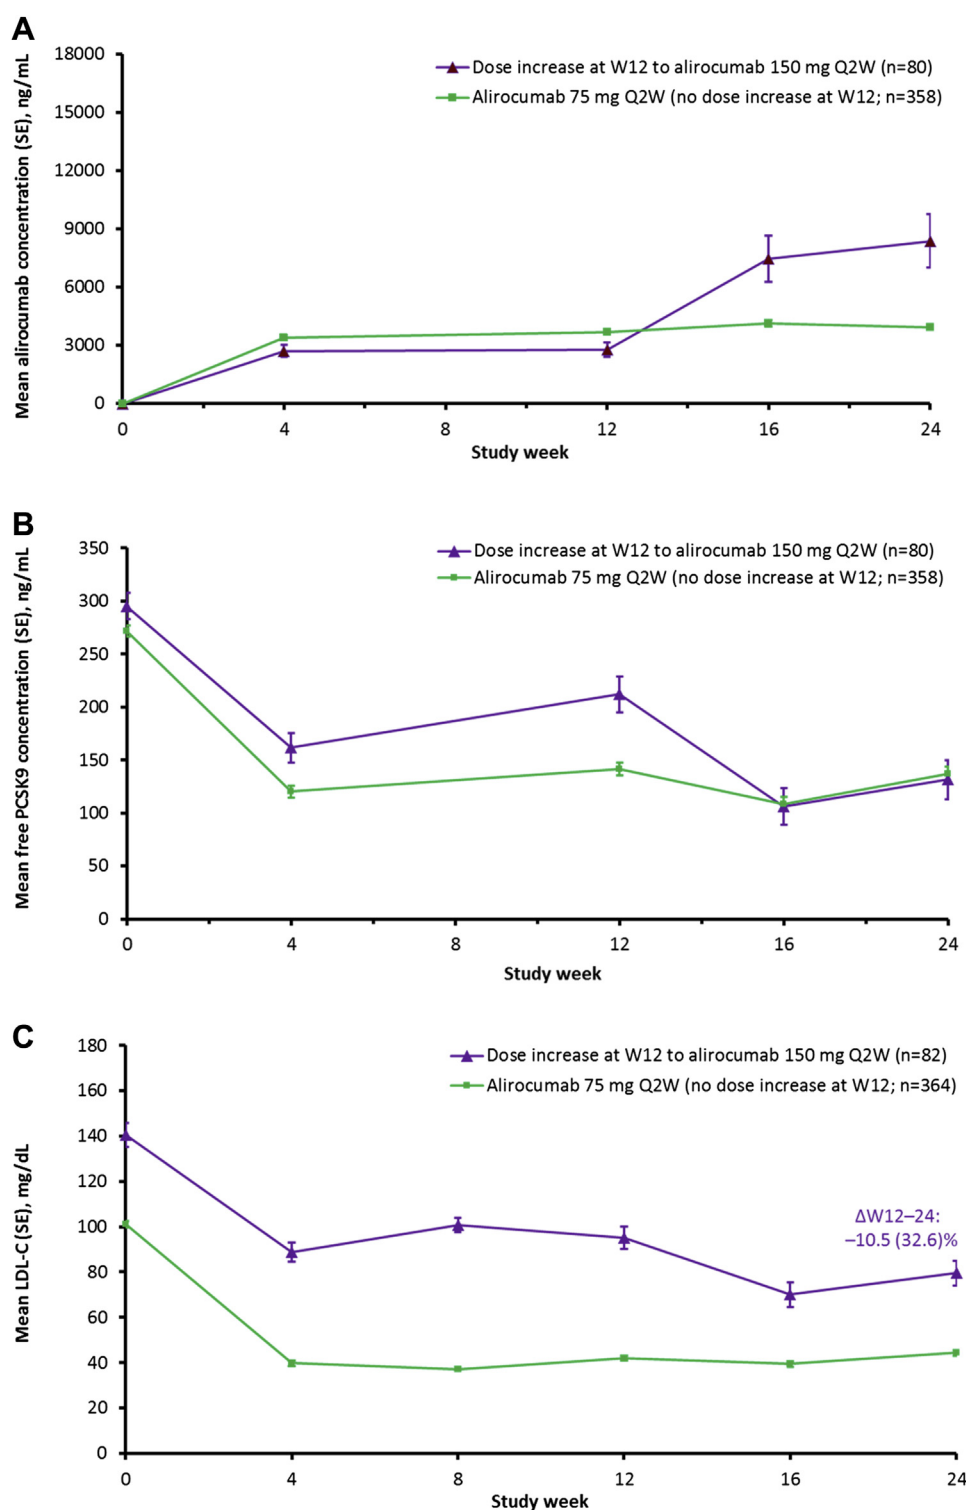 A
18000
15000
12000
9000
6000
3000
0
Mean alirocumab concentration (SE), ng/mL
Dose increase at W12 to alirocumab 150 mg Q2W (n=80)
Alirocumab 75 mg Q2W (no dose increase at W12; n=358)
0 4 8 12 16 24
Study week
B
350
300
250
200
150
100
50
0
Mean free PCSK9 concentration (SE), ng/mL
Dose increase at W12 to alirocumab 150 mg Q2W (n=80)
Alirocumab 75 mg Q2W (no dose increase at W12; n=358)
0 4 8 12 16 24
Study week
C
180
160
140
120
100
80
60
40
20
0
Mean LDL-C (SE), mg/dL
Dose increase at W12 to alirocumab 150 mg Q2W (n=82)
Alirocumab 75 mg Q2W (no dose increase at W12; n=364)
ΔW12–24:
–10.5 (32.6)%
0 4 8 12 16 24
Study week